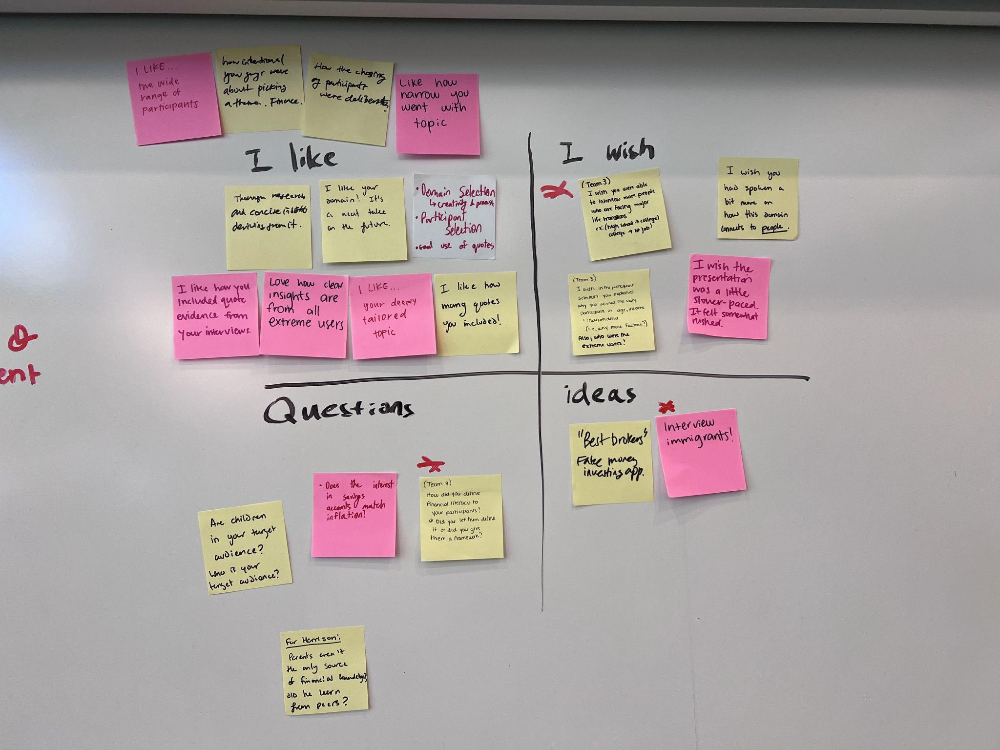 I LIKE...
the wide
range of
participants
how intentional
you guys were
about picking
a theme. Finance.
How the chosing
of participants
were deliberate!
Like how
narrow you
went with
topic
I like
Thorough research
and concise insight
deriving from it.
I like your
domain! It's
a neat take
on the future.
• Domain Selection
↳ creativity & process
• Participant
Selection
• Good use of quotes
I like how you
included quote
evidence from
your interviews.
Love how clear
insights are
from all
extreme users
I LIKE...
your deeply
tailored
topic
I like how
many quotes
you included!
I wish
(Team 3)
I wish you were able
to interview more people
who are facing major
life transitions
ex: (high school → college)
college → 1st job)
I wish you
had spoken a
bit more on
how this domain
connects to people.
(Team 3)
I wish in the participant
selection you explained
why you decided the vary
participants in age, income
independence
(i.e, why those factors?)
Also, who were the
extreme users?
I wish the
presentation
was a little
slower-paced.
It felt somewhat
rushed.
ent
Questions
Are children
in your target
audience?
Who is your
target audience?
• Does the interest
in savings
accounts match
inflation?
(Team 3)
How did you define
financial literacy to
your participants?
Did you let them define
it or did you give
them a framework?
For Harrison:
Parents aren't
the only source
of financial knowledge,
did he learn
from peers?
ideas
"Best brokers"
Fake money
investing app.
Interview
immigrants!